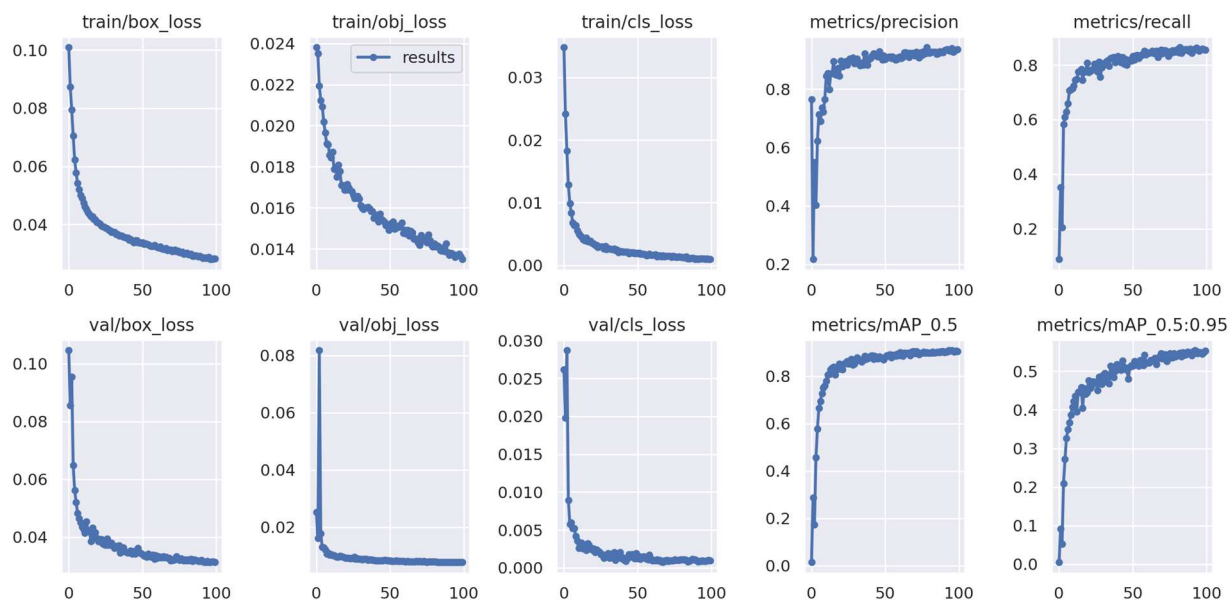 train/box_loss
train/obj_loss
train/cls_loss
metrics/precision
metrics/recall
0.10
0.08
0.06
0.04
0 50 100
0.024
0.022
0.020
0.018
0.016
0.014
results
0 50 100
0.03
0.02
0.01
0.00
0 50 100
0.8
0.6
0.4
0.2
0 50 100
0.8
0.6
0.4
0.2
0 50 100
val/box_loss
val/obj_loss
val/cls_loss
metrics/mAP_0.5
metrics/mAP_0.5:0.95
0.10
0.08
0.06
0.04
0 50 100
0.08
0.06
0.04
0.02
0 50 100
0.030
0.025
0.020
0.015
0.010
0.005
0.000
0 50 100
0.8
0.6
0.4
0.2
0.0
0 50 100
0.5
0.4
0.3
0.2
0.1
0.0
0 50 100